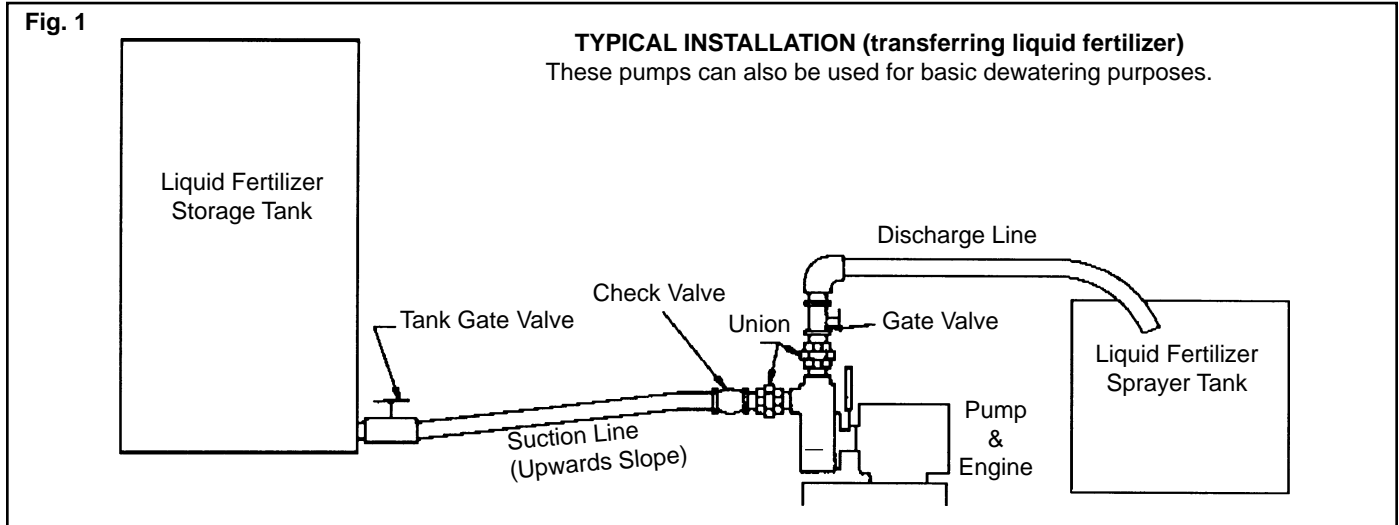 Fig. 1
TYPICAL INSTALLATION (transferring liquid fertilizer)
These pumps can also be used for basic dewatering purposes.
Liquid Fertilizer
Storage Tank
Discharge Line
Check Valve
Tank Gate Valve
Union
Gate Valve
Liquid Fertilizer
Sprayer Tank
Suction Line
(Upwards Slope)
Pump
&
Engine